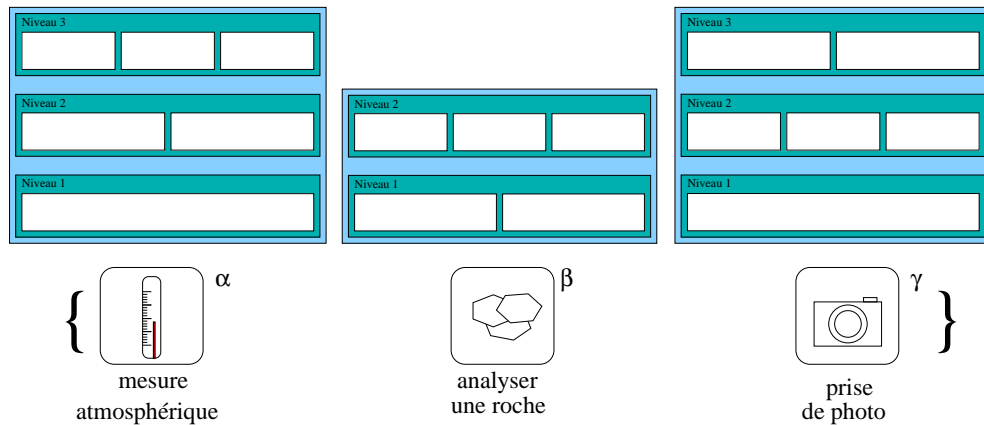 Niveau 3
Niveau 2
Niveau 1
Niveau 2
Niveau 1
Niveau 3
Niveau 2
Niveau 1
{ α
mesure
atmosphérique
β
analyser
une roche
γ }
prise
de photo